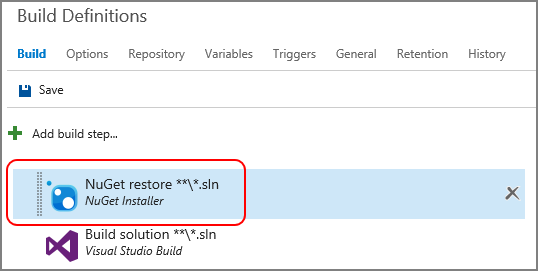 Build Definitions
Build Options Repository Variables Triggers General Retention History
Save
Add build step...
NuGet restore **\*.sln
NuGet Installer
Build solution **\*.sln
Visual Studio Build